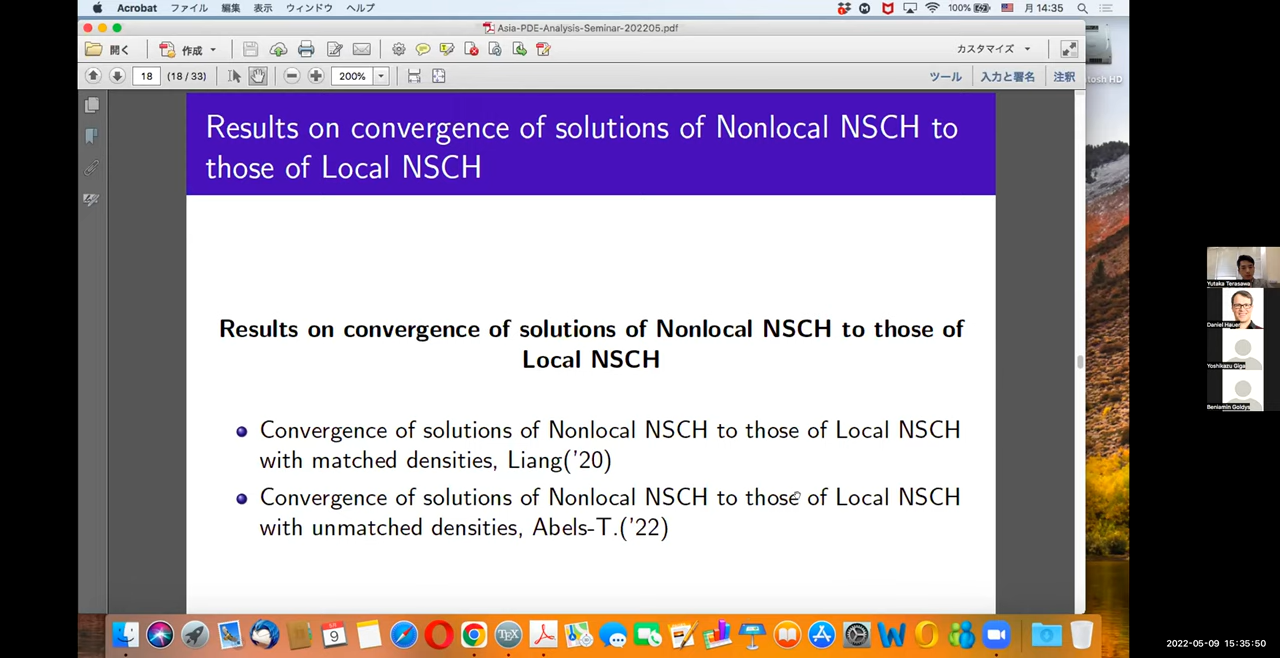 Acrobat ファイル 編集 表示 ウィンドウ ヘルプ 100% 月 14:35
Asia-PDE-Analysis-Seminar-202205.pdf
開く 作成 カスタマイズ
18 (18 / 33) 200% ツール 入力と署名 注釈
Results on convergence of solutions of Nonlocal NSCH to
those of Local NSCH
Results on convergence of solutions of Nonlocal NSCH to those of
Local NSCH
Convergence of solutions of Nonlocal NSCH to those of Local NSCH
with matched densities, Liang('20)
Convergence of solutions of Nonlocal NSCH to those of Local NSCH
with unmatched densities, Abels-T.('22)
Yutaka Terasawa
Daniel Hauer
Yoshikazu Giga
Beniamin Goldys
9
TEX
2022-05-09 15:35:50